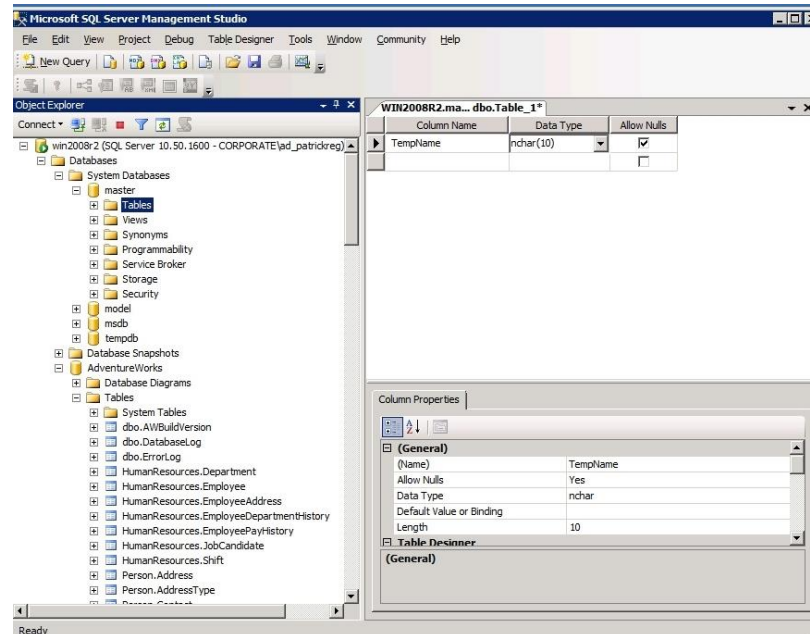 Microsoft SQL Server Management Studio
File Edit View Project Debug Table Designer Tools Window Community Help
New Query
Object Explorer
Connect
win2008r2 (SQL Server 10.50.1600 - CORPORATE\ad_patrickreg)
Databases
System Databases
master
Tables
Views
Synonyms
Programmability
Service Broker
Storage
Security
model
msdb
tempdb
Database Snapshots
AdventureWorks
Database Diagrams
Tables
System Tables
dbo.AWBuildVersion
dbo.DatabaseLog
dbo.ErrorLog
HumanResources.Department
HumanResources.Employee
HumanResources.EmployeeAddress
HumanResources.EmployeeDepartmentHistory
HumanResources.EmployeePayHistory
HumanResources.JobCandidate
HumanResources.Shift
Person.Address
Person.AddressType
WIN2008R2.ma... dbo.Table_1*
Column Name Data Type Allow Nulls
TempName nchar(10)
Column Properties
(General)
(Name) TempName
Allow Nulls Yes
Data Type nchar
Default Value or Binding
Length 10
Table Designer
(General)
Ready